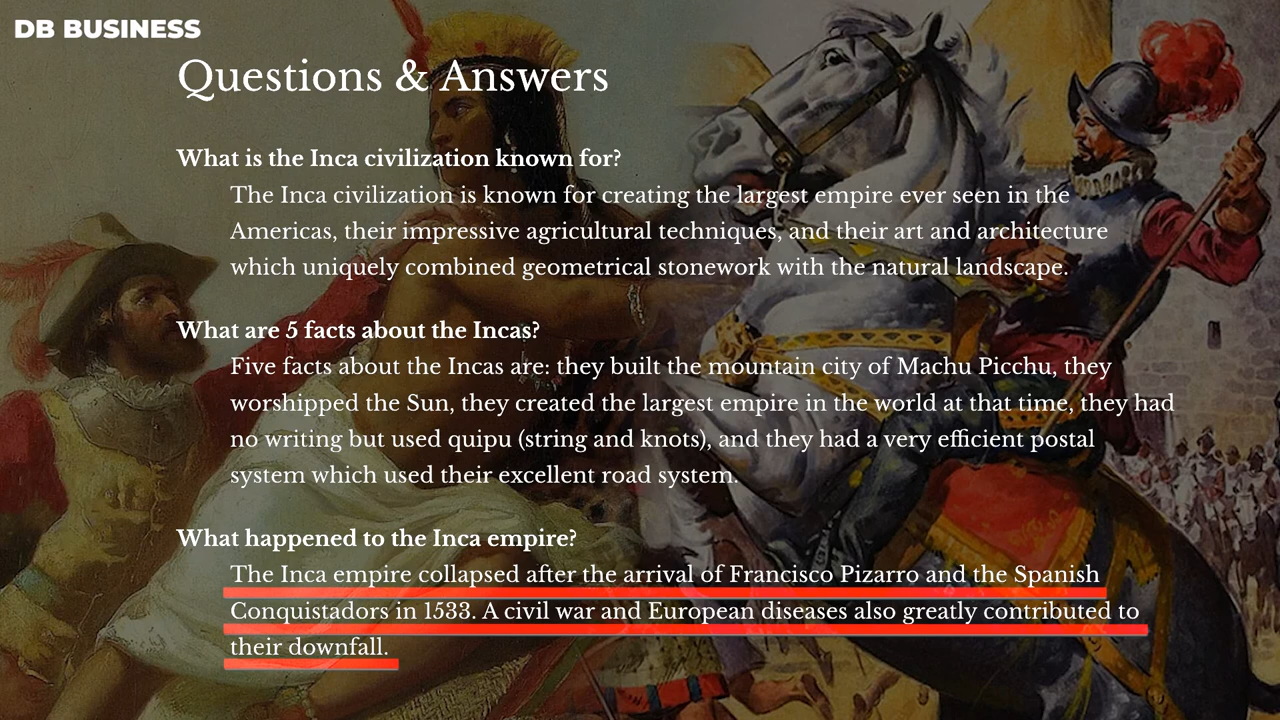 DB BUSINESS
Questions & Answers
What is the Inca civilization known for?
The Inca civilization is known for creating the largest empire ever seen in the
Americas, their impressive agricultural techniques, and their art and architecture
which uniquely combined geometrical stonework with the natural landscape.
What are 5 facts about the Incas?
Five facts about the Incas are: they built the mountain city of Machu Picchu, they
worshipped the Sun, they created the largest empire in the world at that time, they had
no writing but used quipu (string and knots), and they had a very efficient postal
system which used their excellent road system.
What happened to the Inca empire?
The Inca empire collapsed after the arrival of Francisco Pizarro and the Spanish
Conquistadors in 1533. A civil war and European diseases also greatly contributed to
their downfall.